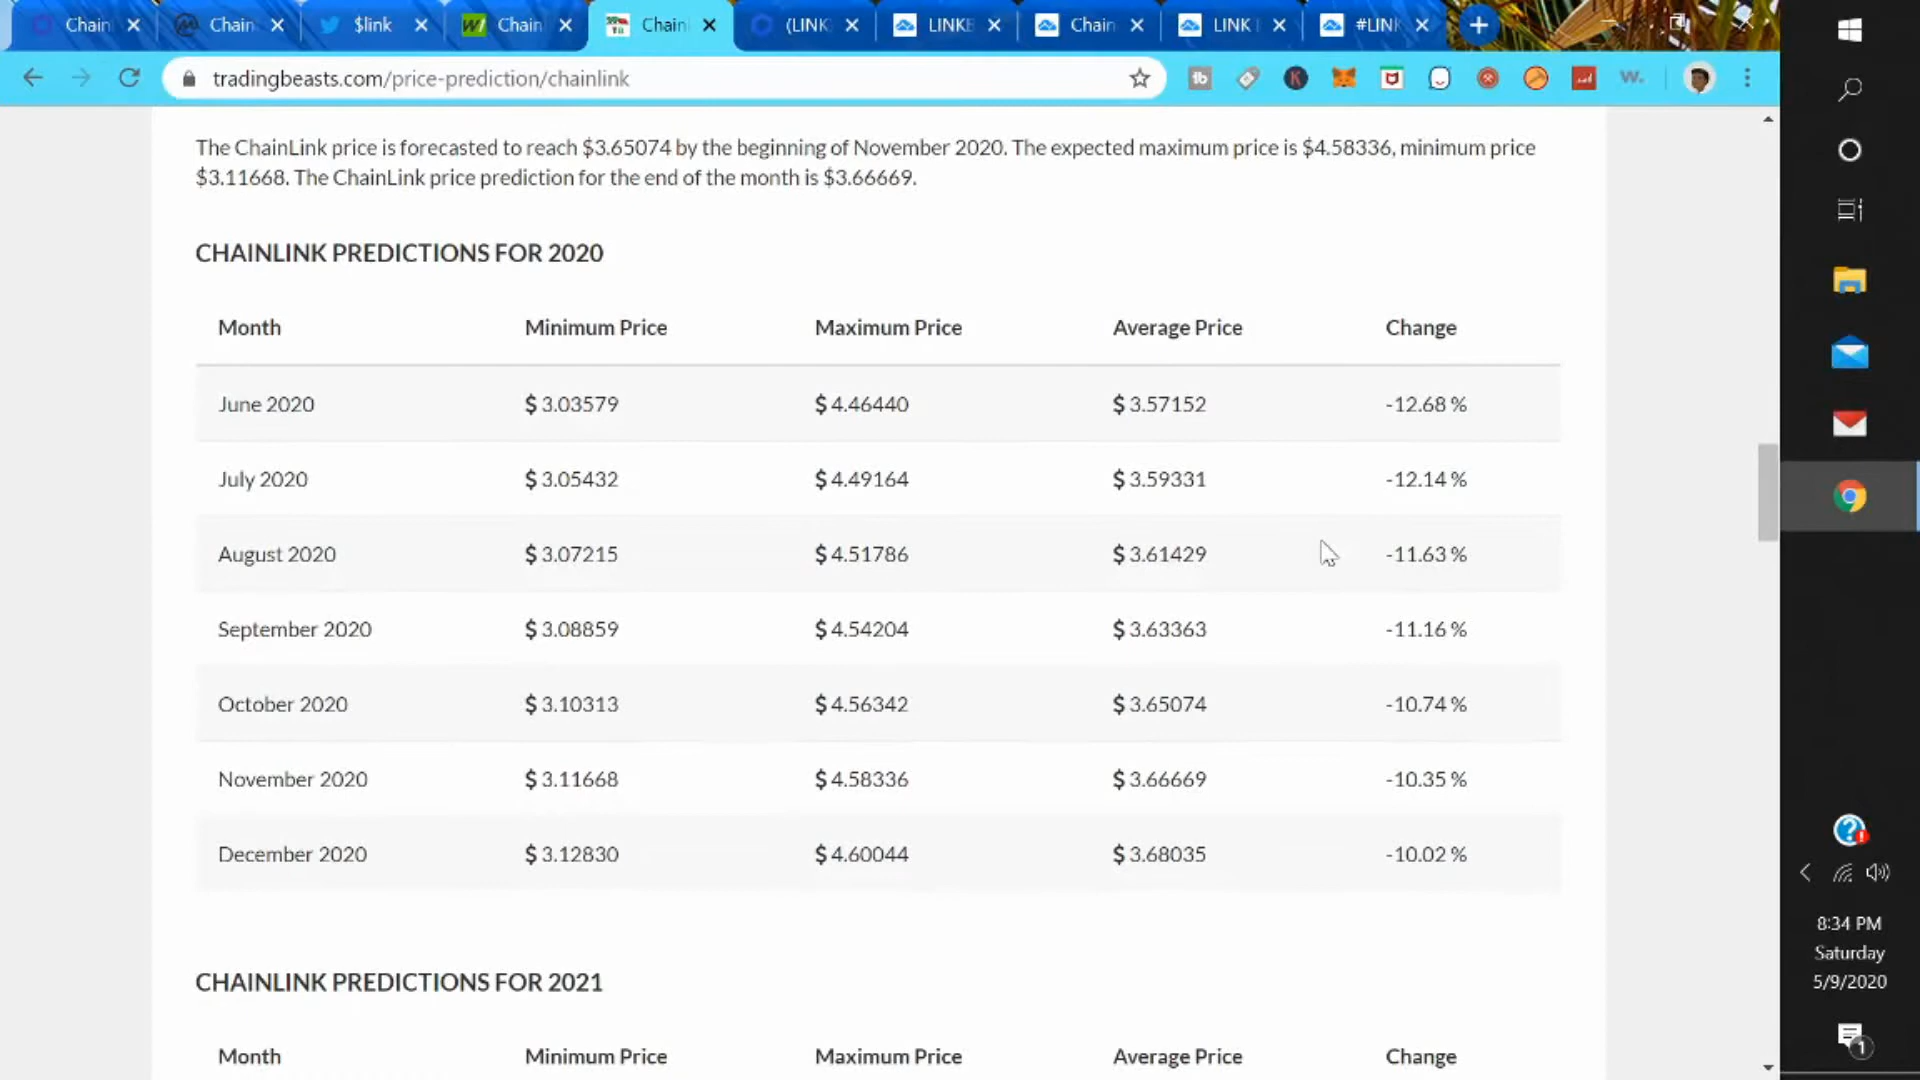 Chain
Chain
$link
Chain
Chain
(LINK
LINKE
Chain
LINK
#LINK
tradingbeasts.com/price-prediction/chainlink
The ChainLink price is forecasted to reach $3.65074 by the beginning of November 2020. The expected maximum price is $4.58336, minimum price
$3.11668. The ChainLink price prediction for the end of the month is $3.66669.
CHAINLINK PREDICTIONS FOR 2020
Month Minimum Price Maximum Price Average Price Change
June 2020 $ 3.03579 $ 4.46440 $ 3.57152 -12.68 %
July 2020 $ 3.05432 $ 4.49164 $ 3.59331 -12.14 %
August 2020 $ 3.07215 $ 4.51786 $ 3.61429 -11.63 %
September 2020 $ 3.08859 $ 4.54204 $ 3.63363 -11.16 %
October 2020 $ 3.10313 $ 4.56342 $ 3.65074 -10.74 %
November 2020 $ 3.11668 $ 4.58336 $ 3.66669 -10.35 %
December 2020 $ 3.12830 $ 4.60044 $ 3.68035 -10.02 %
CHAINLINK PREDICTIONS FOR 2021
Month Minimum Price Maximum Price Average Price Change
8:34 PM
Saturday
5/9/2020
1